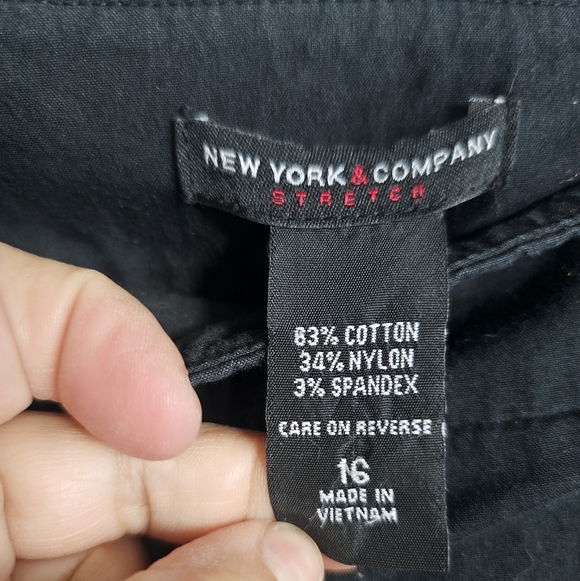 NEW YORK & COMPANY
STRETCH
63% COTTON
34% NYLON
3% SPANDEX
CARE ON REVERSE
16
MADE IN
VIETNAM